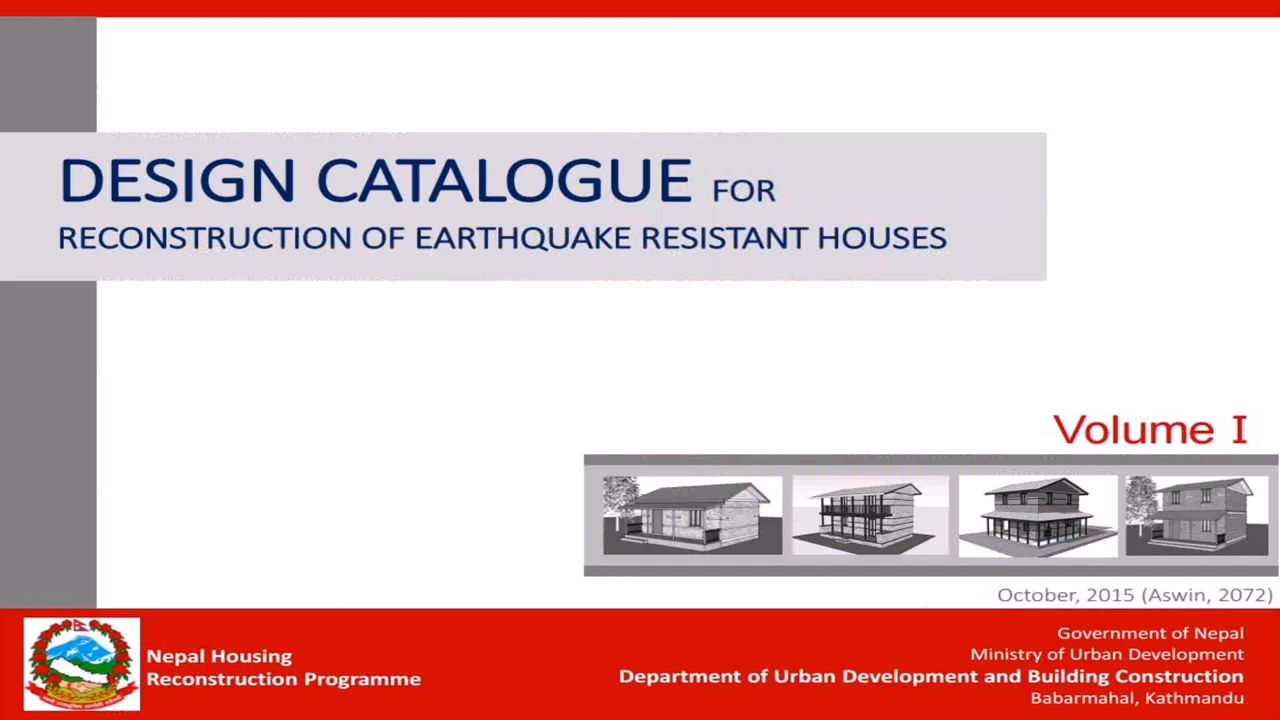 DESIGN CATALOGUE FOR
RECONSTRUCTION OF EARTHQUAKE RESISTANT HOUSES
Volume I
October, 2015 (Aswin, 2072)
Nepal Housing
Reconstruction Programme
Government of Nepal
Ministry of Urban Development
Department of Urban Development and Building Construction
Babarmahal, Kathmandu